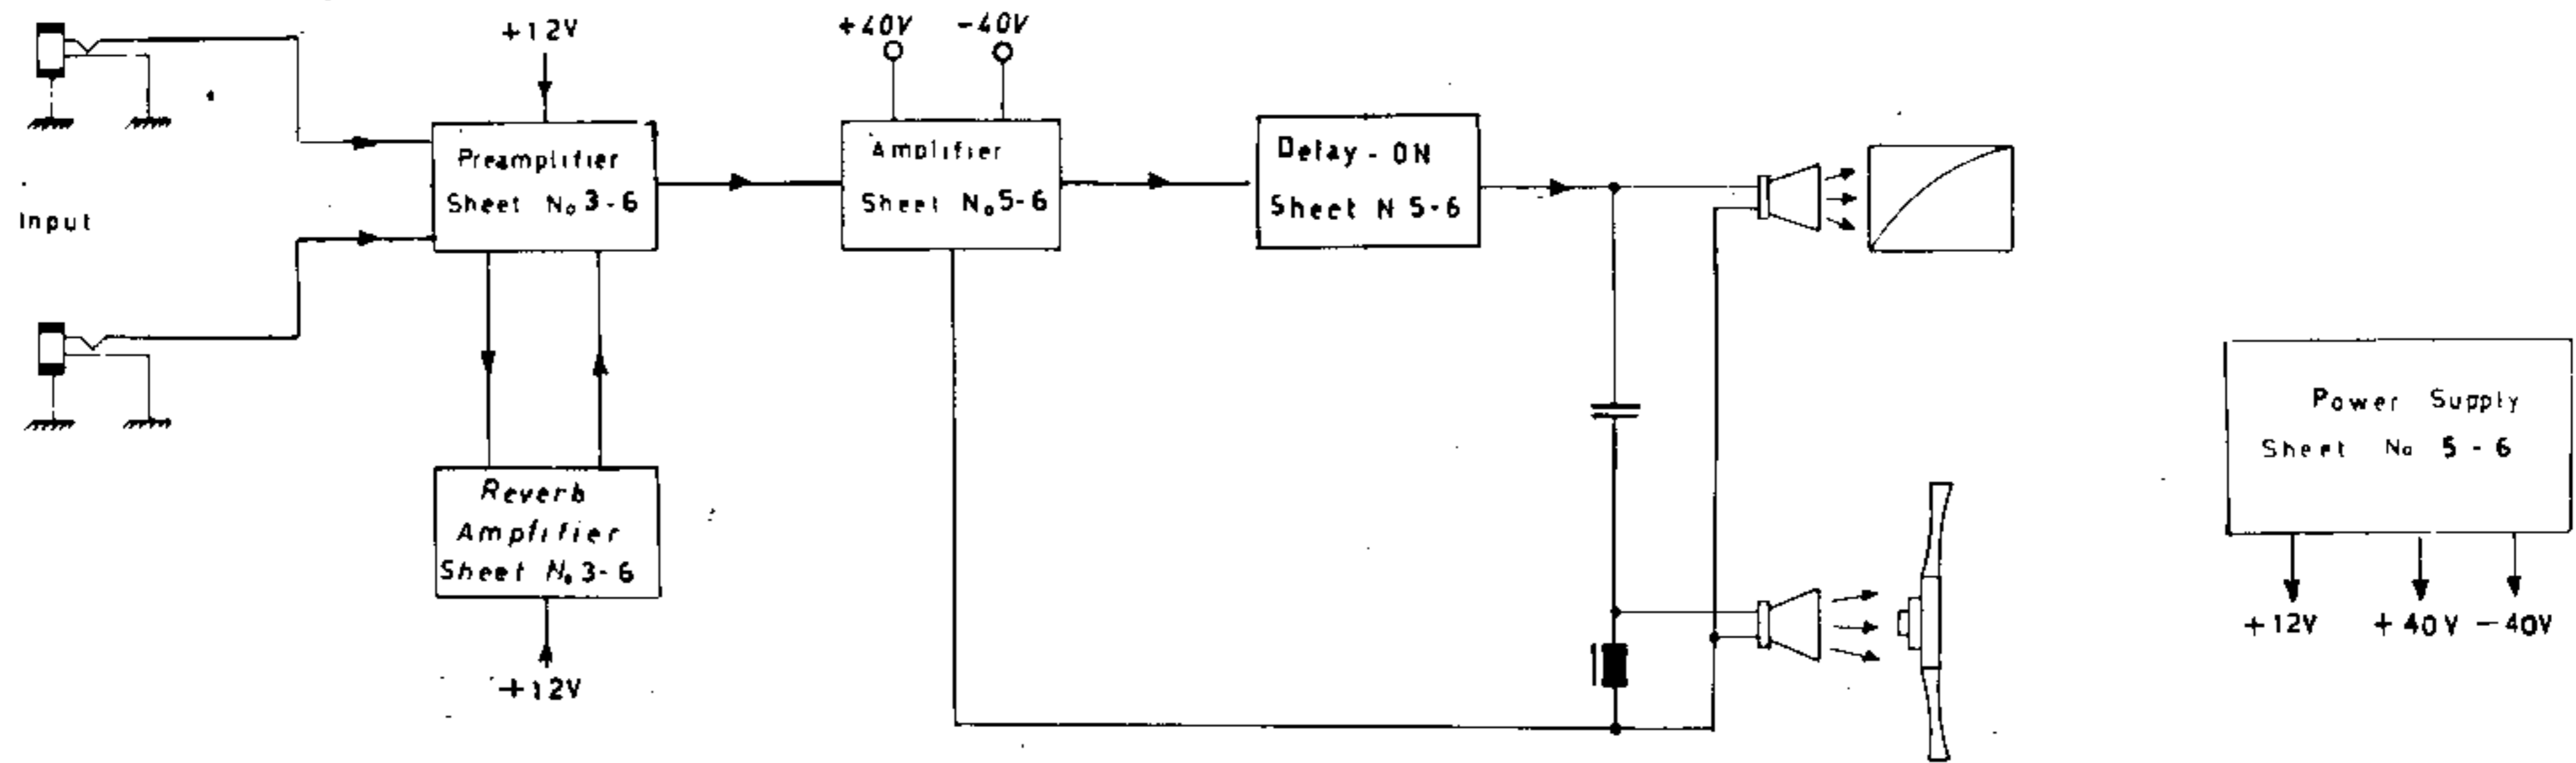 Input
+12V
Preamplifier
Sheet No 3-6
Reverb
Amplifier
Sheet No 3-6
+12V
+40V -40V
Amplifier
Sheet No 5-6
Delay - ON
Sheet N 5-6
Power Supply
Sheet No 5-6
+12V +40V -40V